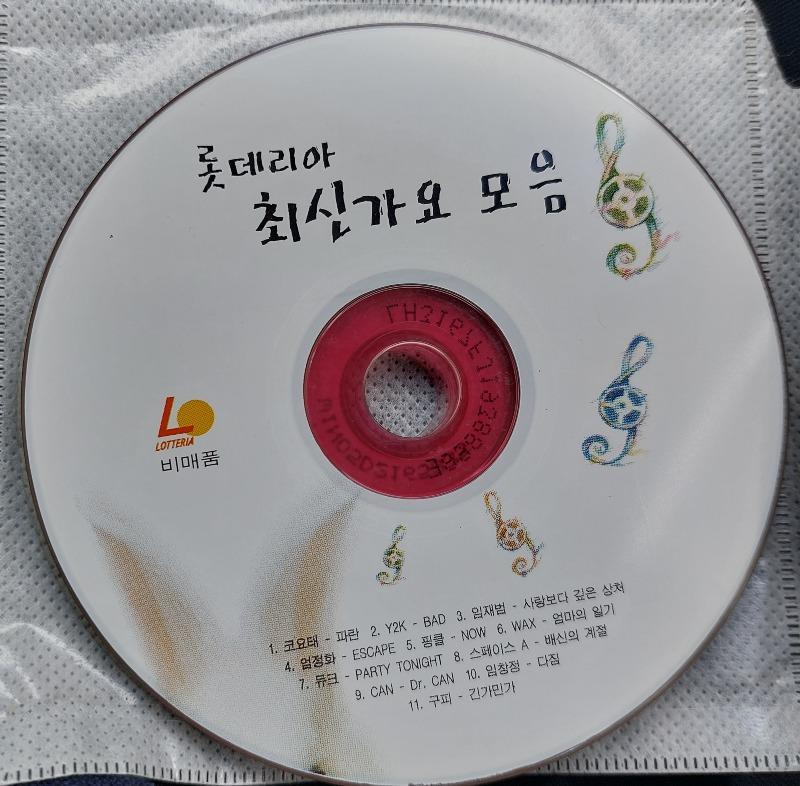 롯데리아
최신가요 모음
LOTTERIA
비매품
1. 코요태 - 파란 2. Y2K - BAD 3. 임재범 - 사랑보다 깊은 상처
4. 엄정화 - ESCAPE 5. 핑클 - NOW 6. WAX - 엄마의 일기
7. 듀크 - PARTY TONIGHT 8. 스페이스 A - 배신의 계절
9. CAN - Dr. CAN 10. 임창정 - 다짐
11. 구피 - 긴가민가